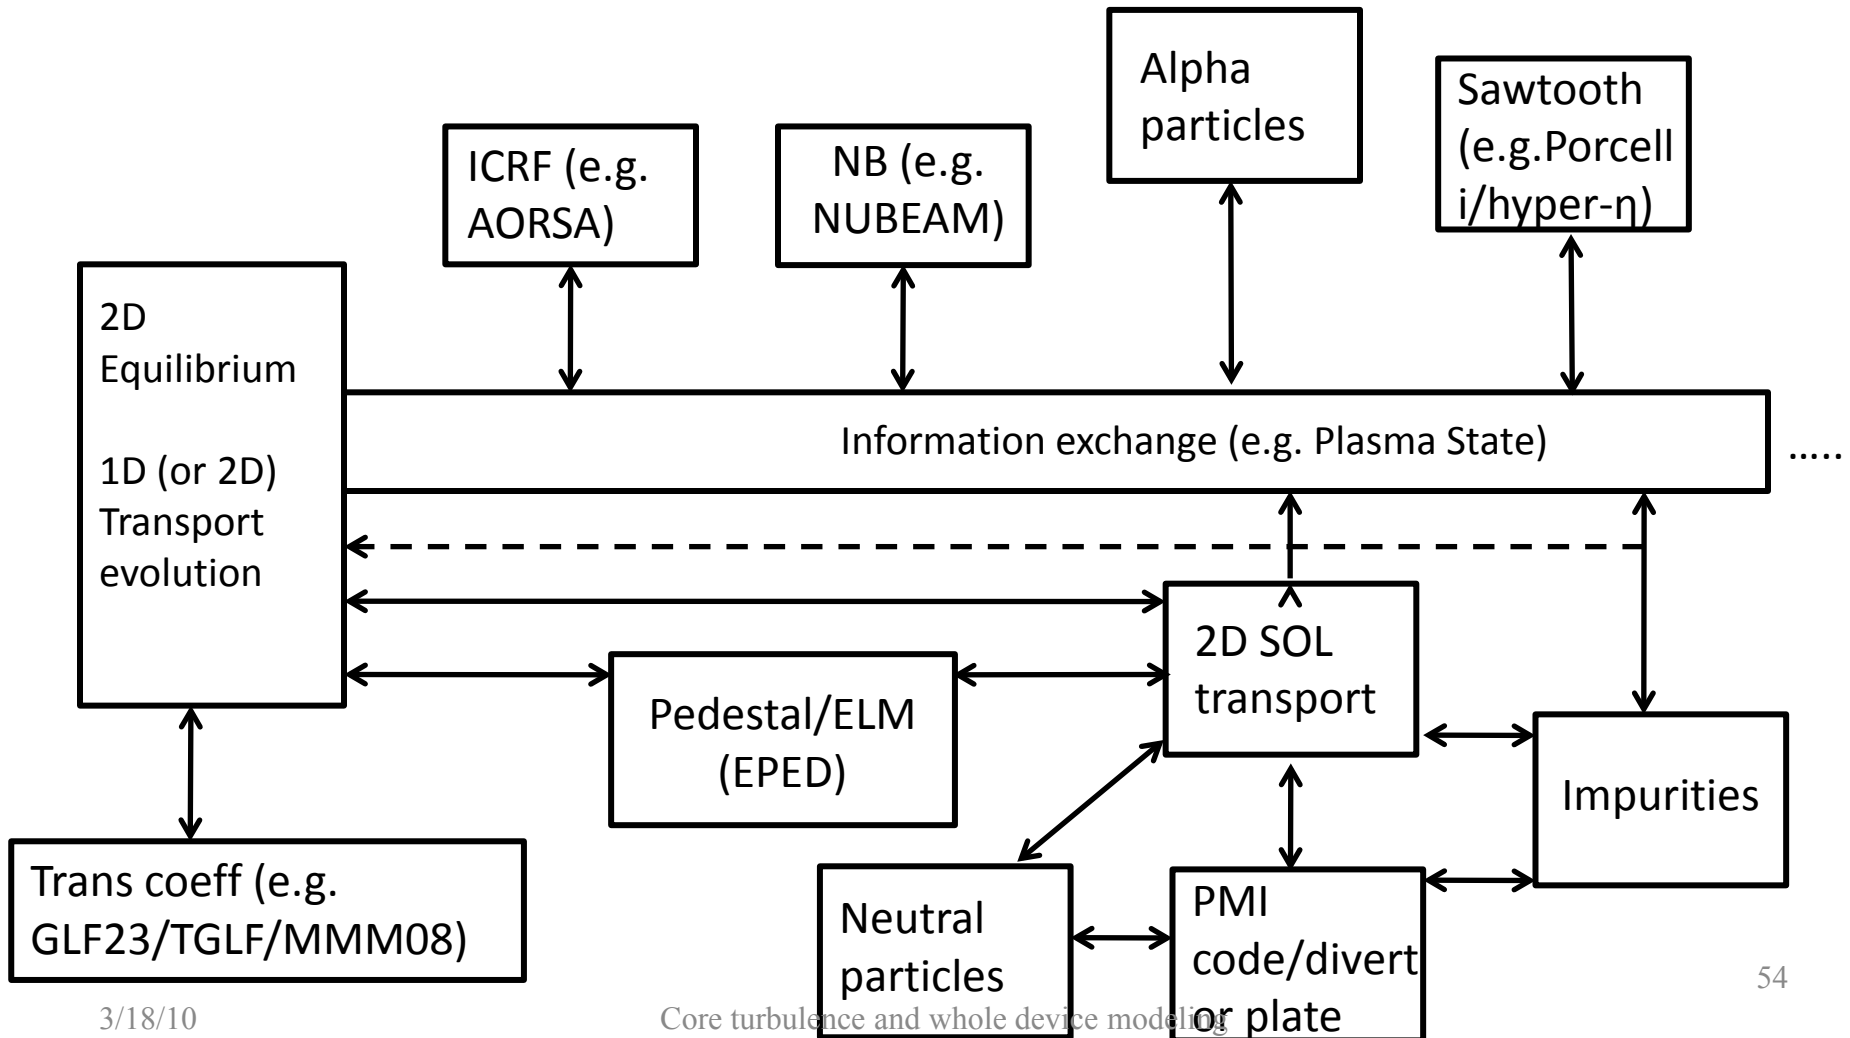 Alpha
particles
Sawtooth
(e.g.Porcell
i/hyper-η)
ICRF (e.g.
AORSA)
NB (e.g.
NUBEAM)
2D
Equilibrium
1D (or 2D)
Transport
evolution
Information exchange (e.g. Plasma State)
.....
2D SOL
transport
Pedestal/ELM
(EPED)
Impurities
Trans coeff (e.g.
GLF23/TGLF/MMM08)
Neutral
particles
PMI
code/divert
or plate
3/18/10
Core turbulence and whole device modeling
54